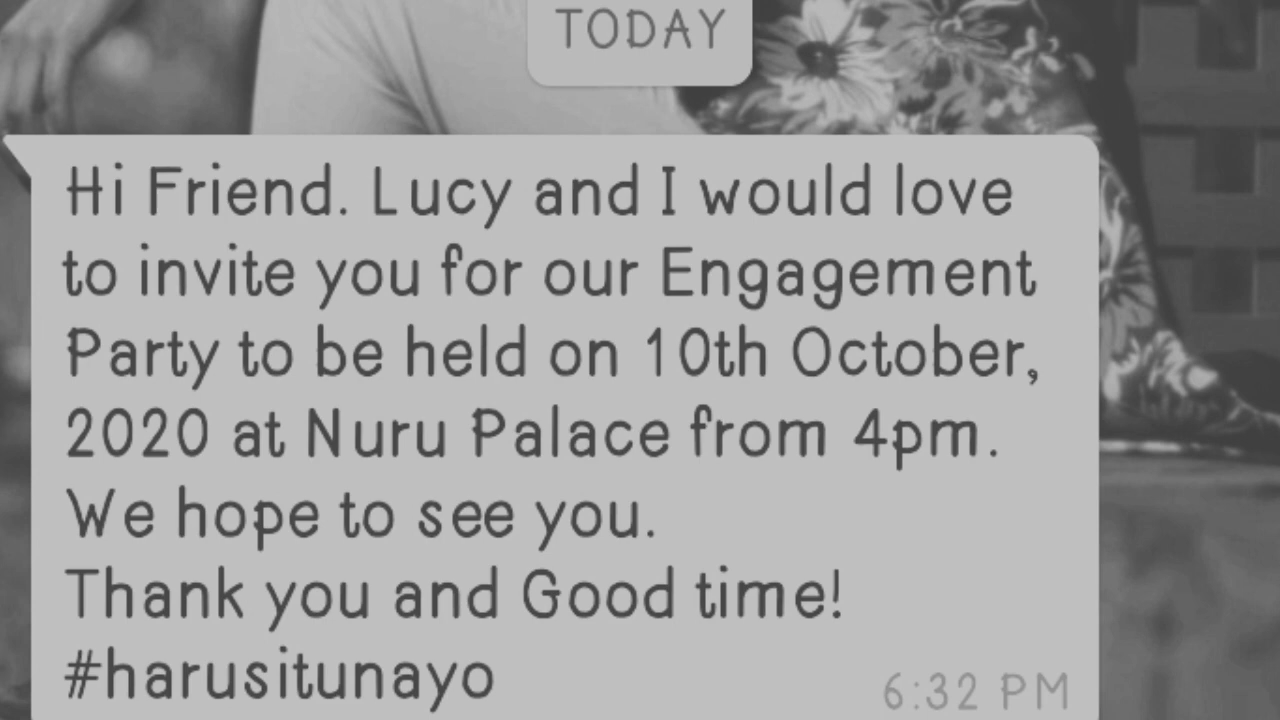 TODAY
Hi Friend. Lucy and I would love
to invite you for our Engagement
Party to be held on 10th October,
2020 at Nuru Palace from 4pm.
We hope to see you.
Thank you and Good time!
#harusitunayo
6:32 PM